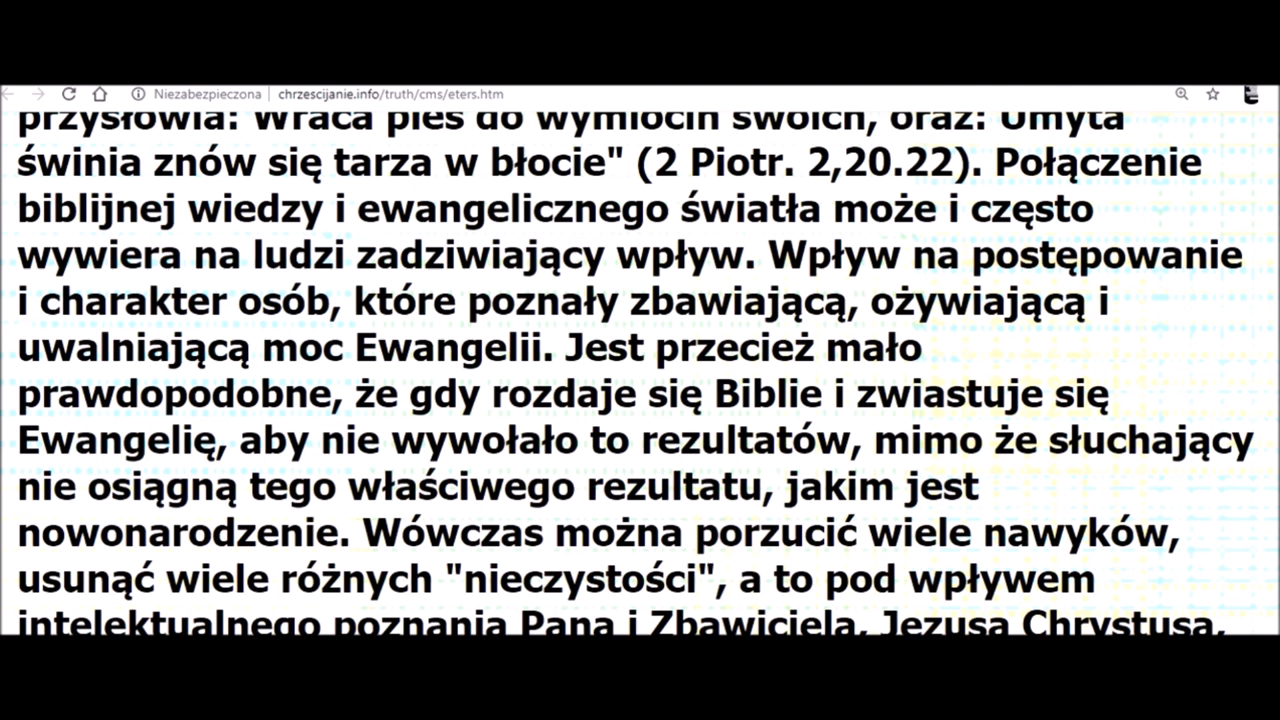 Niezabezpieczona chrzescijanie.info/truth/cms/eters.htm
przysłowia: Wraca pies do wymiocin swoich, oraz: Umyta
świnia znów się tarza w błocie" (2 Piotr. 2,20.22). Połączenie
biblijnej wiedzy i ewangelicznego światła może i często
wywiera na ludzi zadziwiający wpływ. Wpływ na postępowanie
i charakter osób, które poznały zbawiającą, ożywiającą i
uwalniającą moc Ewangelii. Jest przecież mało
prawdopodobne, że gdy rozdaje się Biblie i zwiastuje się
Ewangelię, aby nie wywołało to rezultatów, mimo że słuchający
nie osiągną tego właściwego rezultatu, jakim jest
nowonarodzenie. Wówczas można porzucić wiele nawyków,
usunąć wiele różnych "nieczystości", a to pod wpływem
intelektualnego poznania Pana i Zbawiciela, Jezusa Chrystusa,